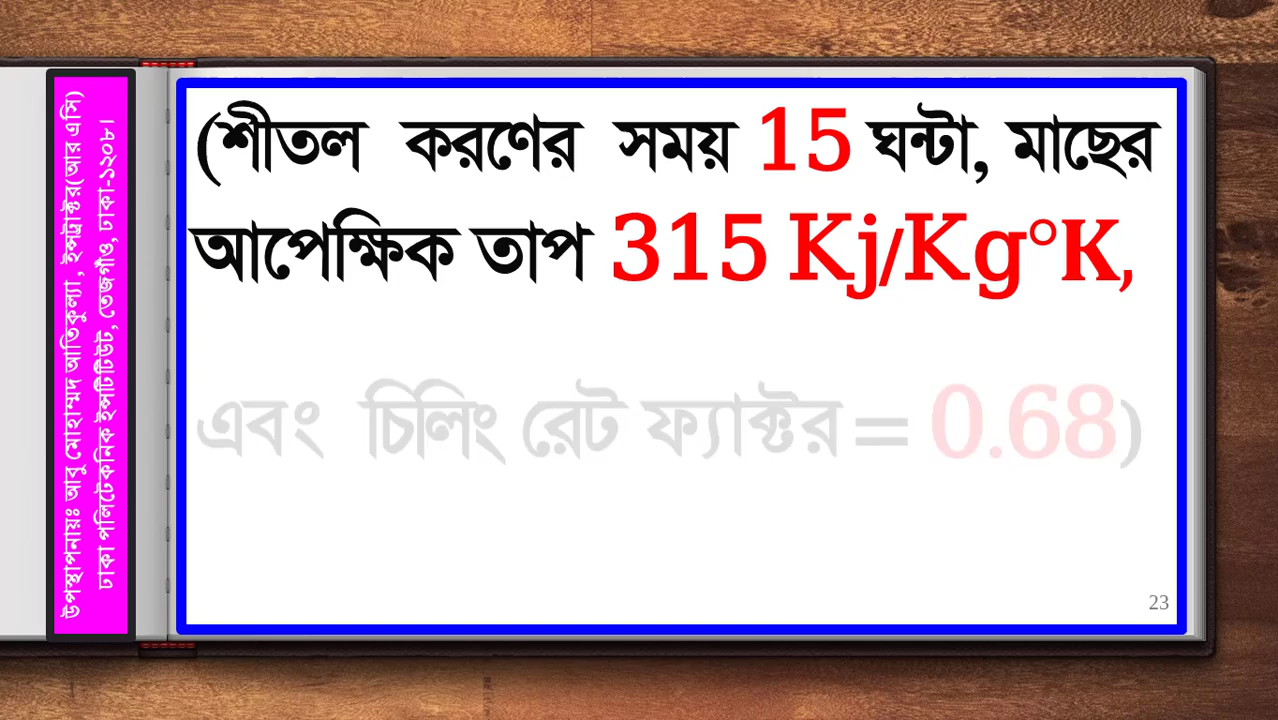 উপস্থাপনায়ঃ আবু মোহাম্মদ আতিকুল্যা, ইন্সট্রাক্টর(আর এসি)
ঢাকা পলিটেকনিক ইন্সটিটিউট, তেজগাঁও, ঢাকা-১২০৮।
(শীতল করণের সময় 15 ঘন্টা, মাছের
আপেক্ষিক তাপ 315 Kj/Kg°K,
এবং চিলিং রেট ফ্যাক্টর = 0.68)
23